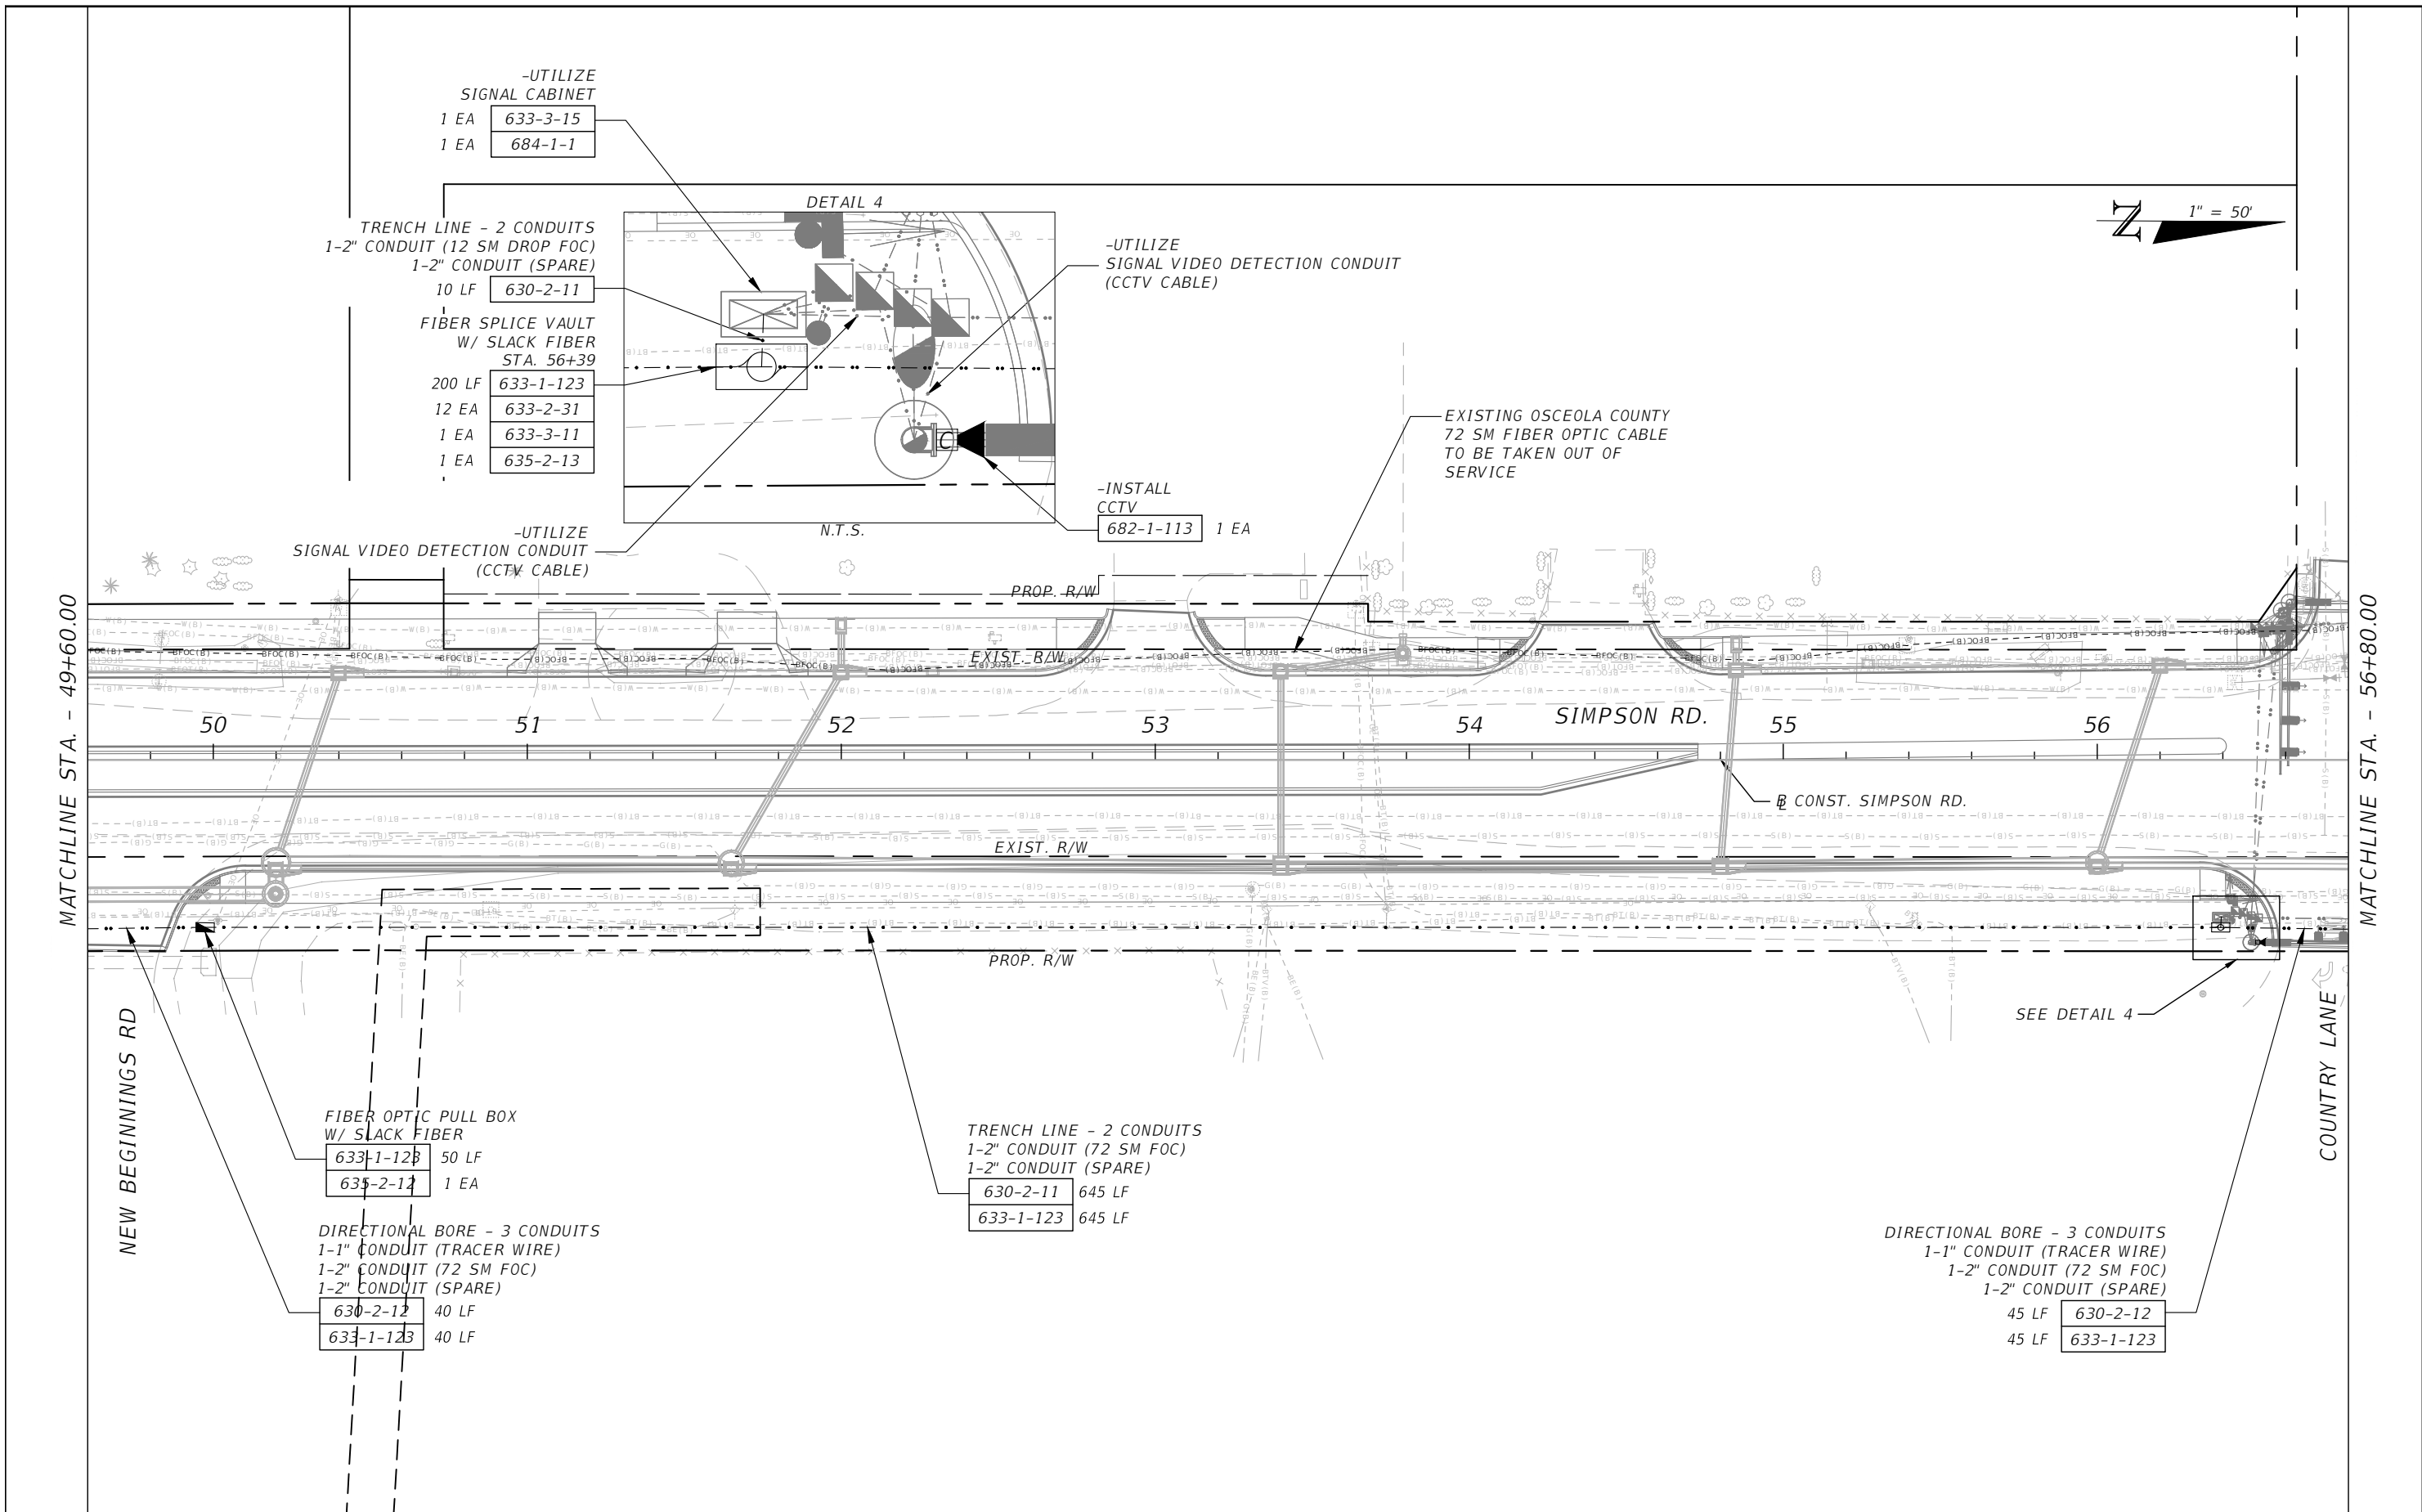 -UTILIZE
SIGNAL CABINET
1 EA 633-3-15
1 EA 684-1-1
DETAIL 4
TRENCH LINE - 2 CONDUITS
1-2" CONDUIT (12 SM DROP FOC)
1-2" CONDUIT (SPARE)
10 LF 630-2-11
FIBER SPLICE VAULT
W/ SLACK FIBER
STA. 56+39
200 LF 633-1-123
12 EA 633-2-31
1 EA 633-3-11
1 EA 635-2-13
-UTILIZE
SIGNAL VIDEO DETECTION CONDUIT
(CCTV CABLE)
N
1" = 50'
EXISTING OSCEOLA COUNTY
72 SM FIBER OPTIC CABLE
TO BE TAKEN OUT OF
SERVICE
C
-INSTALL
CCTV
682-1-113 1 EA
N.T.S.
-UTILIZE
SIGNAL VIDEO DETECTION CONDUIT
(CCTV CABLE)
MATCHLINE STA. - 49+60.00
MATCHLINE STA. - 56+80.00
PROP. R/W
EXIST. R/W
50 51 52 53 54 SIMPSON RD. 55 56
B CONST. SIMPSON RD.
EXIST. R/W
PROP. R/W
SEE DETAIL 4
NEW BEGINNINGS RD
COUNTRY LANE
FIBER OPTIC PULL BOX
W/ SLACK FIBER
633-1-123 50 LF
635-2-12 1 EA
TRENCH LINE - 2 CONDUITS
1-2" CONDUIT (72 SM FOC)
1-2" CONDUIT (SPARE)
630-2-11 645 LF
633-1-123 645 LF
DIRECTIONAL BORE - 3 CONDUITS
1-1" CONDUIT (TRACER WIRE)
1-2" CONDUIT (72 SM FOC)
1-2" CONDUIT (SPARE)
630-2-12 40 LF
633-1-123 40 LF
DIRECTIONAL BORE - 3 CONDUITS
1-1" CONDUIT (TRACER WIRE)
1-2" CONDUIT (72 SM FOC)
1-2" CONDUIT (SPARE)
45 LF 630-2-12
45 LF 633-1-123